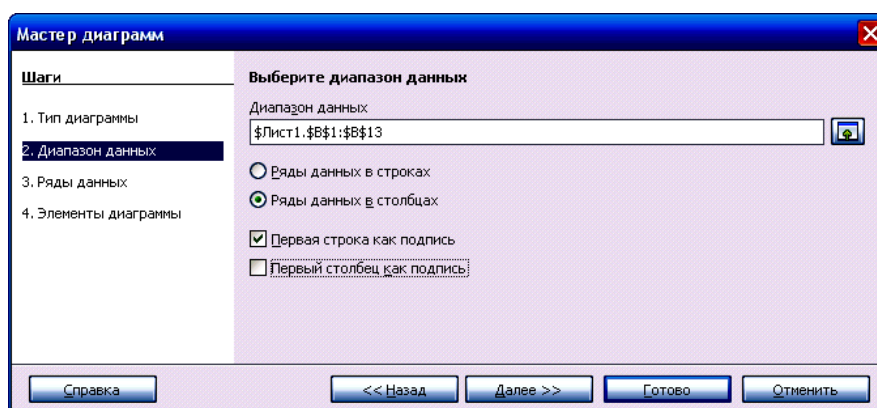 Мастер диаграмм
Шаги
1. Тип диаграммы
2. Диапазон данных
3. Ряды данных
4. Элементы диаграммы
Выберите диапазон данных
Диапазон данных
$Лист1.$B$1:$B$13
Ряды данных в строках
Ряды данных в столбцах
Первая строка как подпись
Первый столбец как подпись
Справка
<< Назад
Далее >>
Готово
Отменить